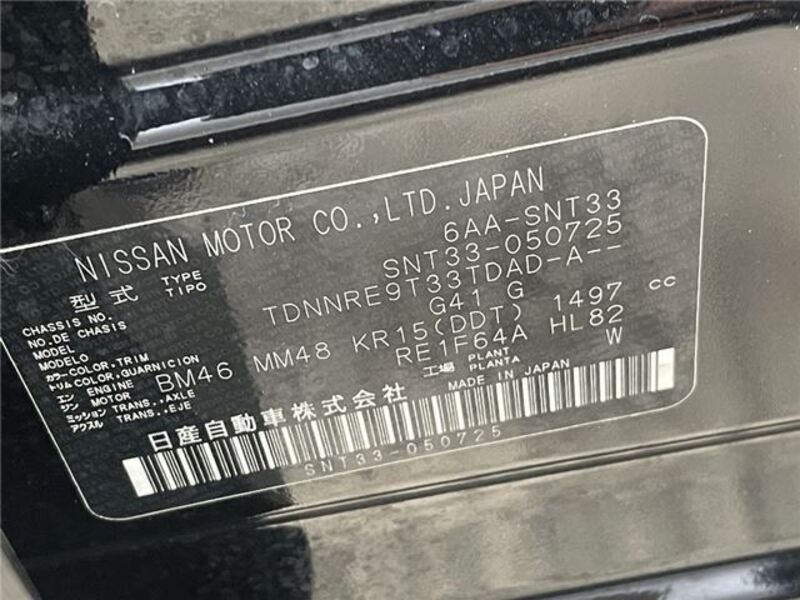 NISSAN MOTOR CO.,LTD.JAPAN
型式 TYPE TIPO 6AA-SNT33
CHASSIS NO. NO.DE CHASIS SNT33-050725
MODEL MODELO TDNNRE9T33TDAD-A--
カラー COLOR,TRIM トリム COLOR,GUARNICION G41 G
エンジン ENGINE MOTOR BM46 MM48 KR15(DDT) 1497 cc
ミッション TRANS.,AXLE アクスル TRANS.,EJE RE1F64A HL82
工場 PLANT PLANTA W
日産自動車株式会社 MADE IN JAPAN
SNT33-050725